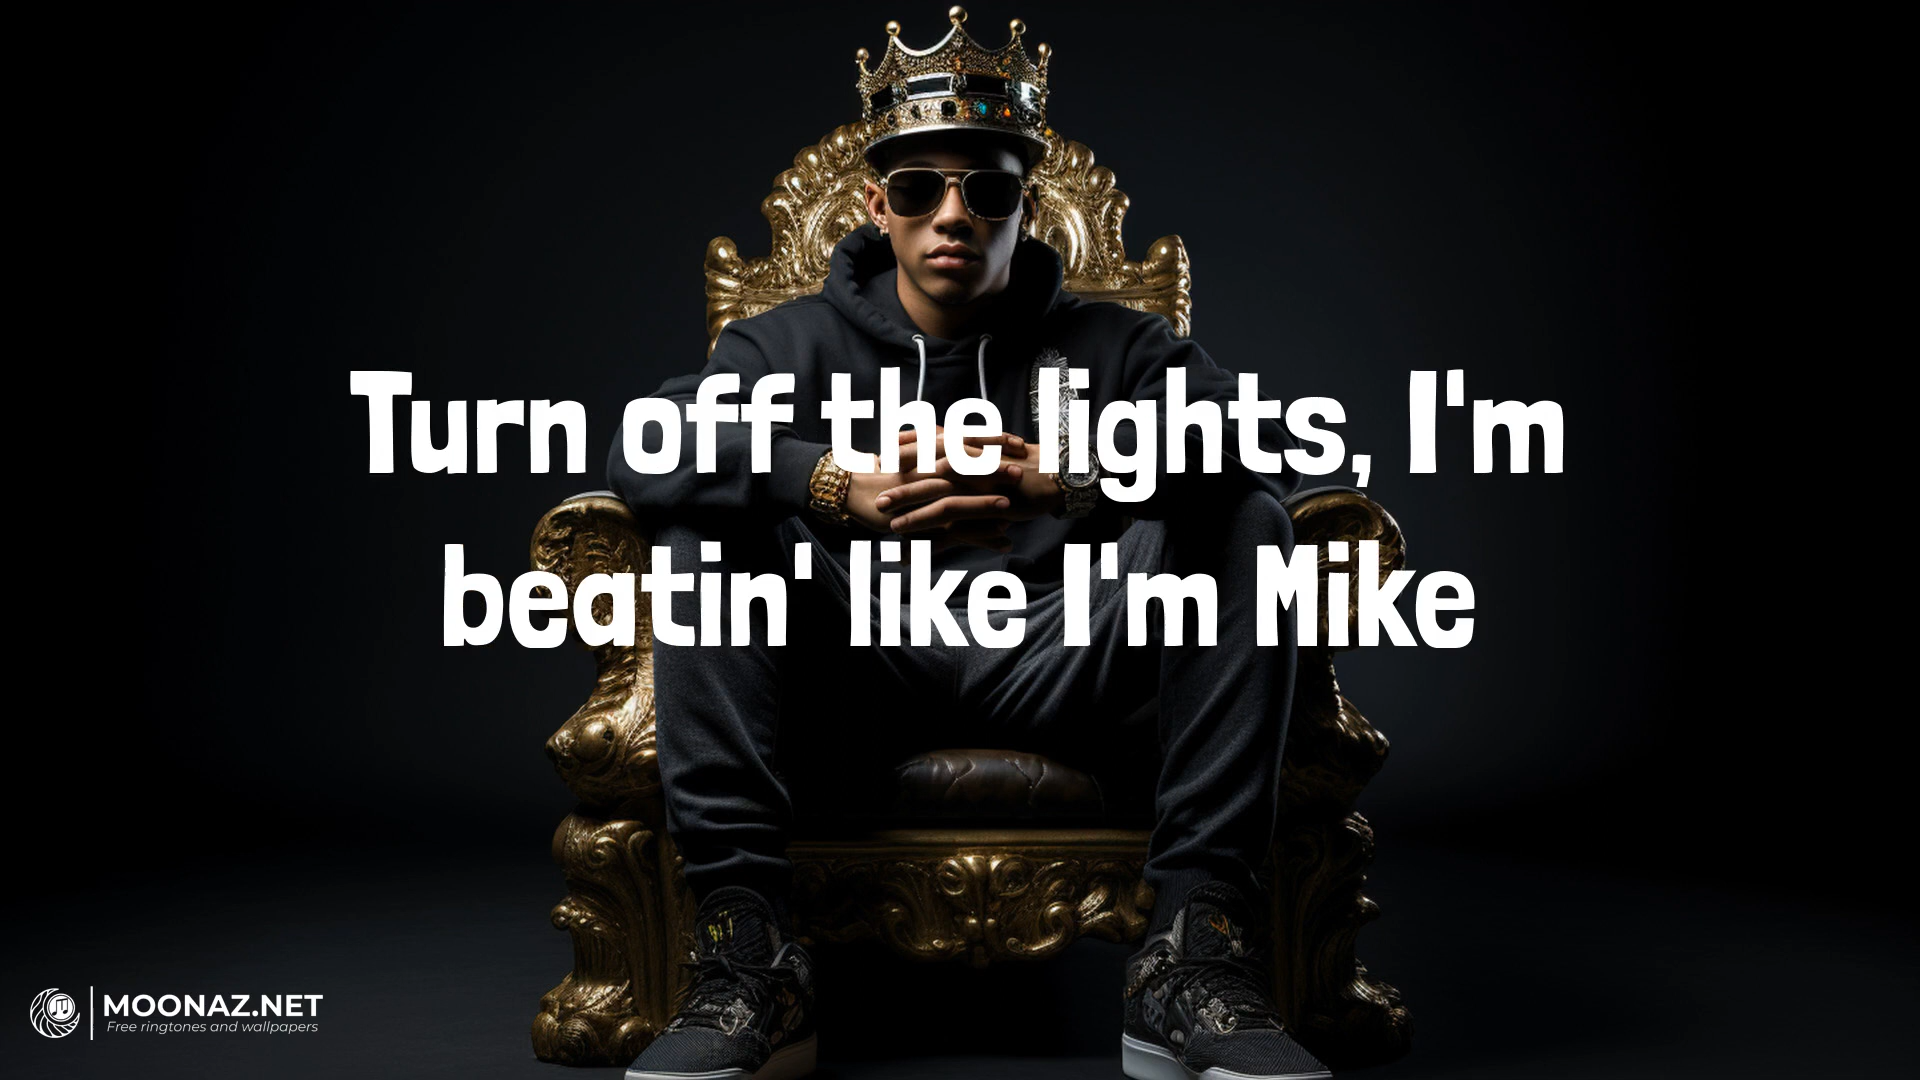 Turn off the lights, I'm
beatin' like I'm Mike
MOONAZ.NET
Free ringtones and wallpapers